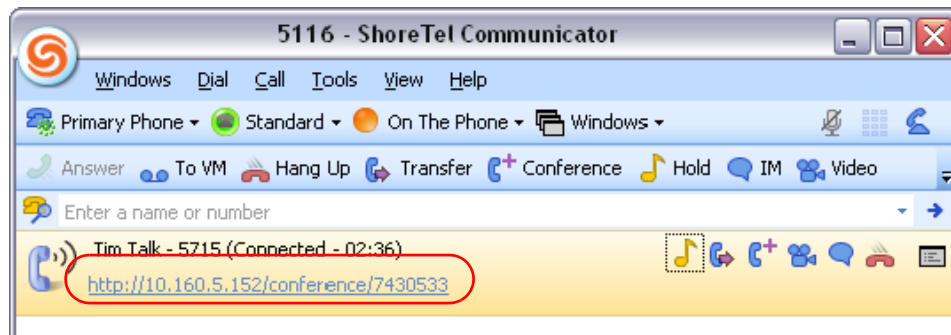 5116 - ShoreTel Communicator
Windows Dial Call Tools View Help
Primary Phone Standard On The Phone Windows
Answer To VM Hang Up Transfer Conference Hold IM Video
Enter a name or number
Tim Talk - 5715 (Connected - 02:36)
http://10.160.5.152/conference/7430533